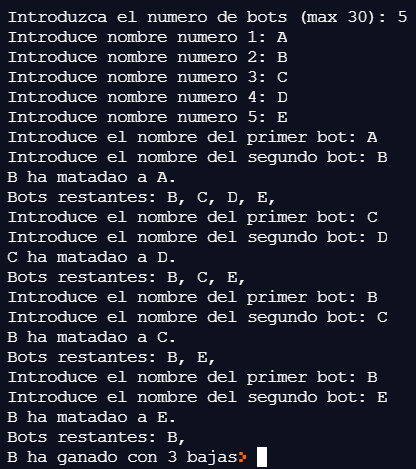 Introduzca el numero de bots (max 30): 5
Introduce nombre numero 1: A
Introduce nombre numero 2: B
Introduce nombre numero 3: C
Introduce nombre numero 4: D
Introduce nombre numero 5: E
Introduce el nombre del primer bot: A
Introduce el nombre del segundo bot: B
B ha matadao a A.
Bots restantes: B, C, D, E,
Introduce el nombre del primer bot: C
Introduce el nombre del segundo bot: D
C ha matadao a D.
Bots restantes: B, C, E,
Introduce el nombre del primer bot: B
Introduce el nombre del segundo bot: C
B ha matadao a C.
Bots restantes: B, E,
Introduce el nombre del primer bot: B
Introduce el nombre del segundo bot: E
B ha matadao a E.
Bots restantes: B,
B ha ganado con 3 bajas>